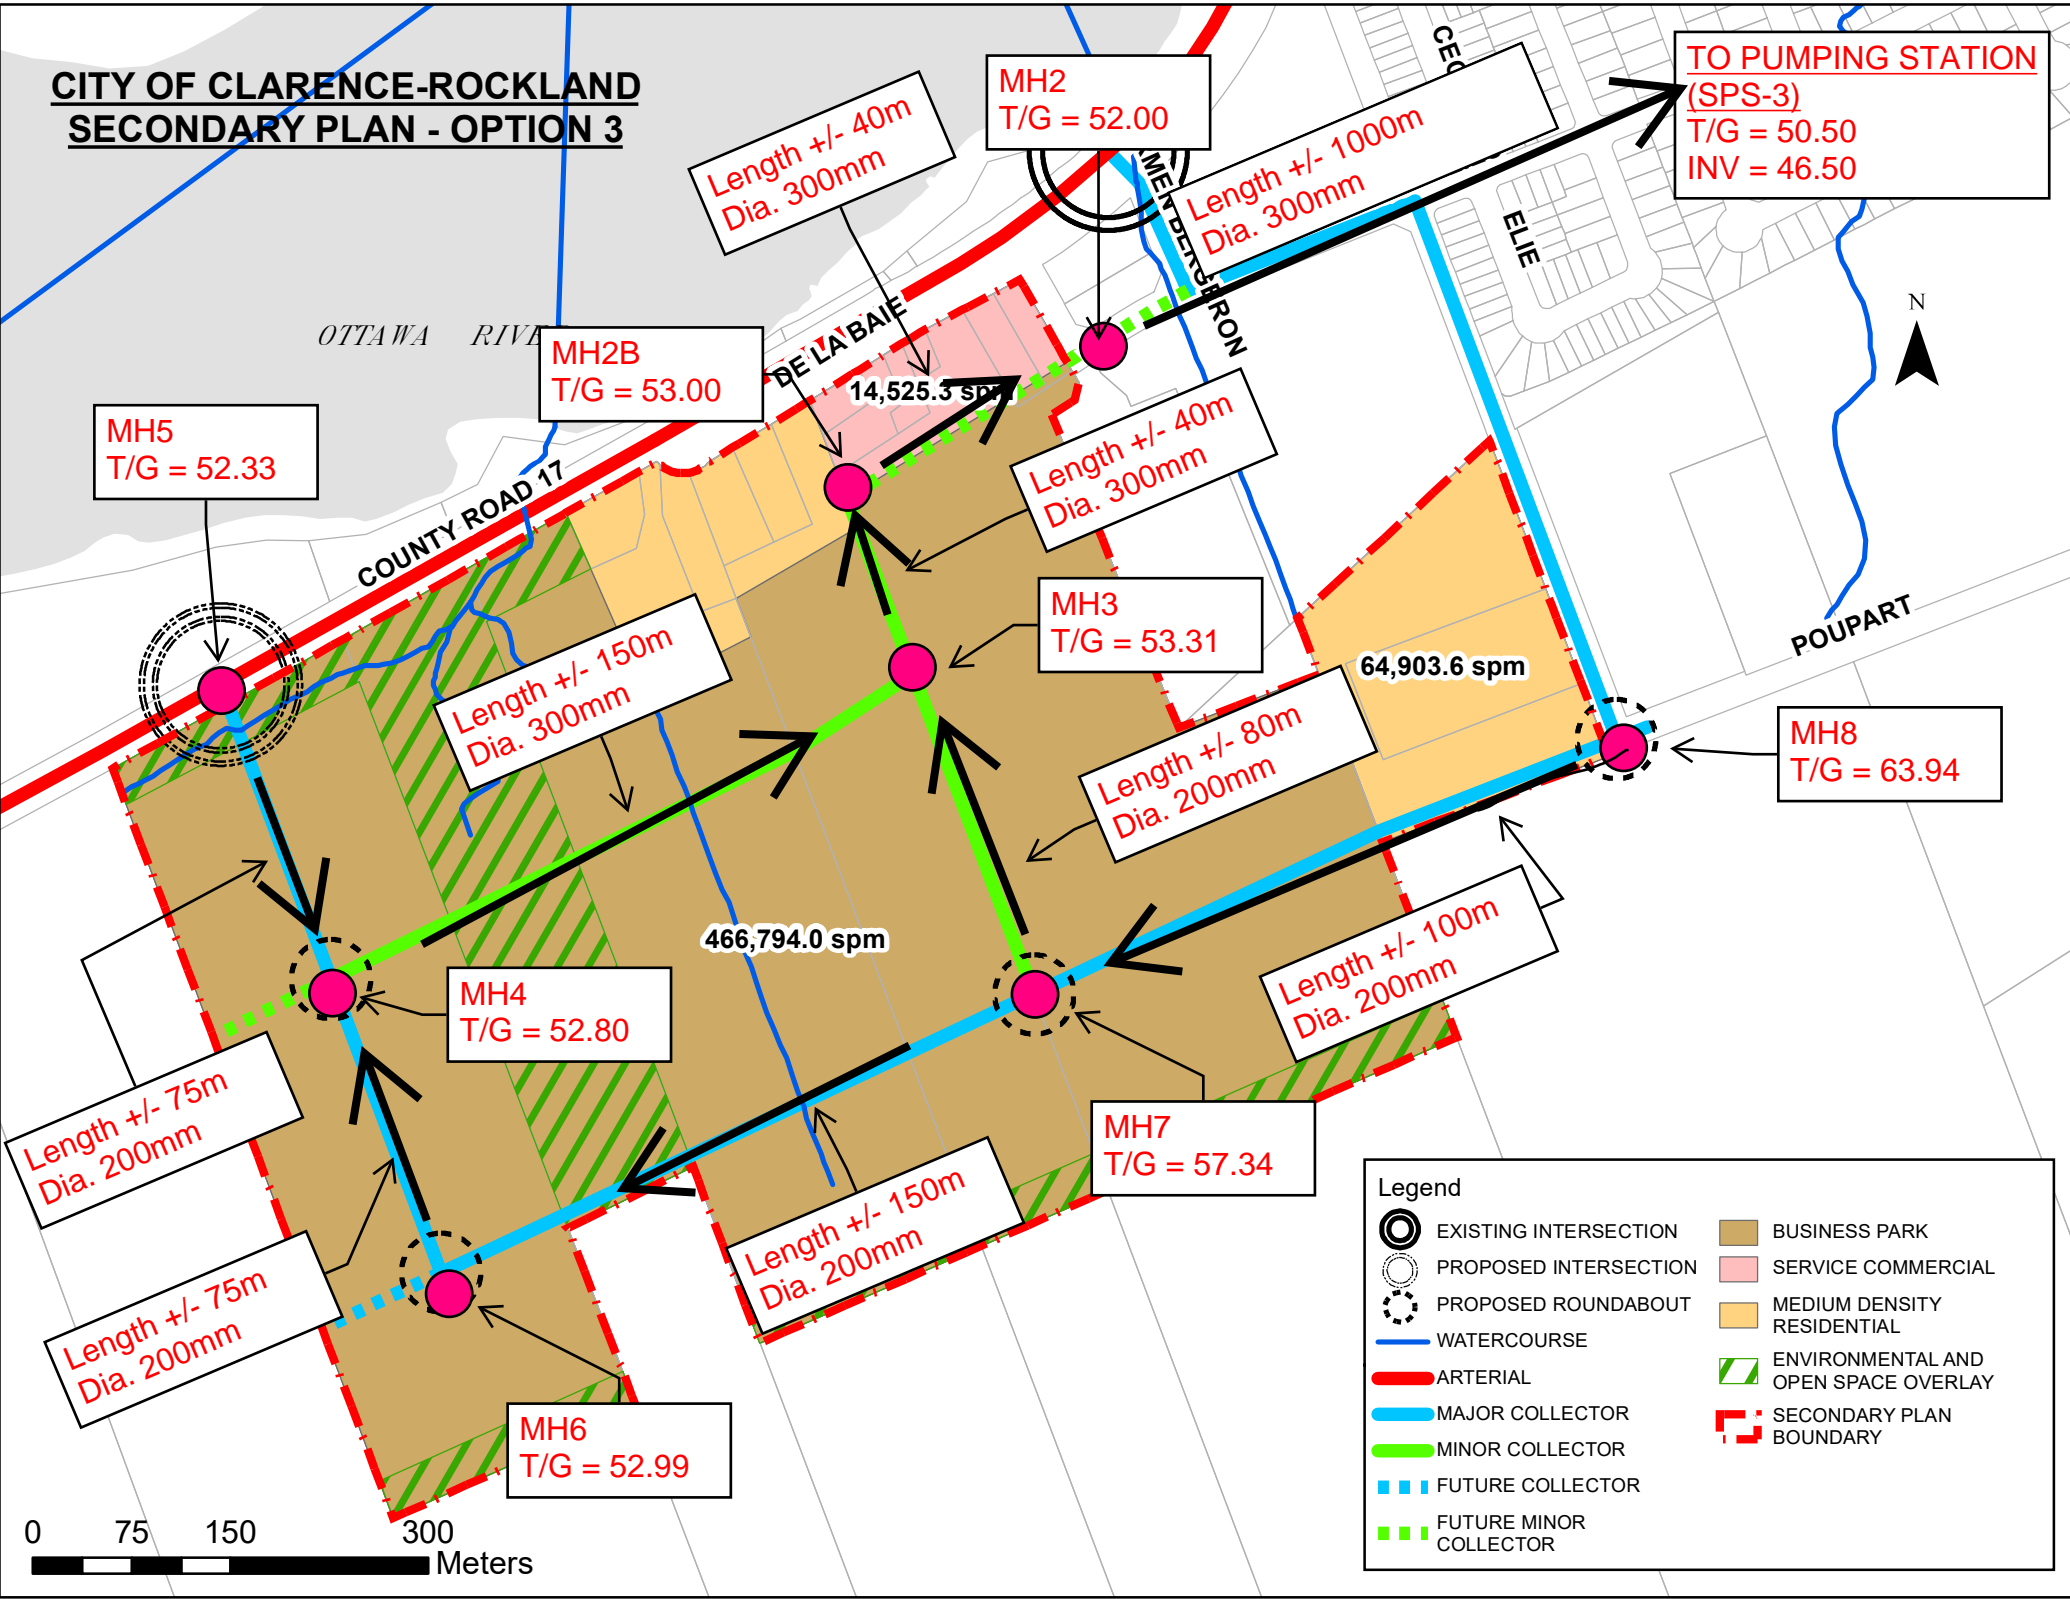 CITY OF CLARENCE-ROCKLAND
SECONDARY PLAN - OPTION 3
MH2
T/G = 52.00
TO PUMPING STATION
(SPS-3)
T/G = 50.50
INV = 46.50
Length +/- 40m
Dia. 300mm
Length +/- 1000m
Dia. 300mm
ELIE
OTTAWA
N
MH2B
T/G = 53.00
DE LA BAIE
14,525.3 spm
MH5
T/G = 52.33
COUNTY ROAD 17
Length +/- 40m
Dia. 300mm
MH3
T/G = 53.31
POUPART
64,903.6 spm
Length +/- 150m
Dia. 300mm
Length +/- 80m
Dia. 200mm
MH8
T/G = 63.94
466,794.0 spm
Length +/- 100m
Dia. 200mm
MH4
T/G = 52.80
Length +/- 75m
Dia. 200mm
MH7
T/G = 57.34
Length +/- 150m
Dia. 200mm
Length +/- 75m
Dia. 200mm
MH6
T/G = 52.99
0 75 150 300
Meters
Legend
EXISTING INTERSECTION
PROPOSED INTERSECTION
PROPOSED ROUNDABOUT
WATERCOURSE
ARTERIAL
MAJOR COLLECTOR
MINOR COLLECTOR
FUTURE COLLECTOR
FUTURE MINOR
COLLECTOR
BUSINESS PARK
SERVICE COMMERCIAL
MEDIUM DENSITY
RESIDENTIAL
ENVIRONMENTAL AND
OPEN SPACE OVERLAY
SECONDARY PLAN
BOUNDARY